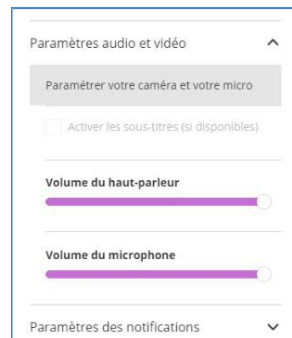 Paramètres audio et vidéo
Paramétrer votre caméra et votre micro
Activer les sous-titres (si disponibles)
Volume du haut-parleur
Volume du microphone
Paramètres des notifications